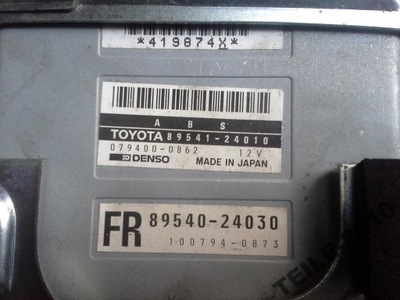 *419874X*
A B S
TOYOTA 89541-24010
079400-0862 12V
DENSO MADE IN JAPAN
FR 89540-24030
100794-0873